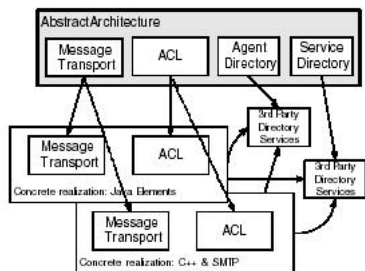 AbstractArchitecture
Message
Transport
ACL
Agent
Directory
Service
Directory
3rd Party
Directory
Services
Message
Transport
ACL
3rd Party
Directory
Services
Concrete realization: Java Elements
Message
Transport
ACL
Concrete realization: C++ & SMTP